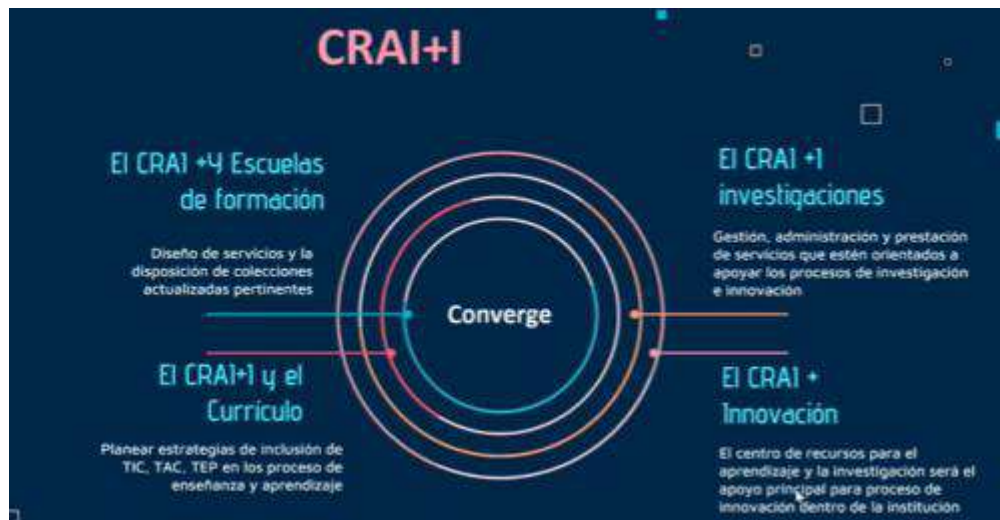 CRAI+I
El CRAI +4 Escuelas
de formación
Diseño de servicios y la
disposición de colecciones
actualizadas pertinentes
El CRAI +I
investigaciones
Gestión, administración y prestación
de servicios que estén orientados a
apoyar los procesos de investigación
e innovación
Converge
El CRAI+I y el
Currículo
Planear estrategias de inclusión de
TIC, TAC, TEP en los proceso de
enseñanza y aprendizaje
El CRAI +
Innovación
El centro de recursos para el
aprendizaje y la investigación será el
apoyo principal para proceso de
innovación dentro de la institución